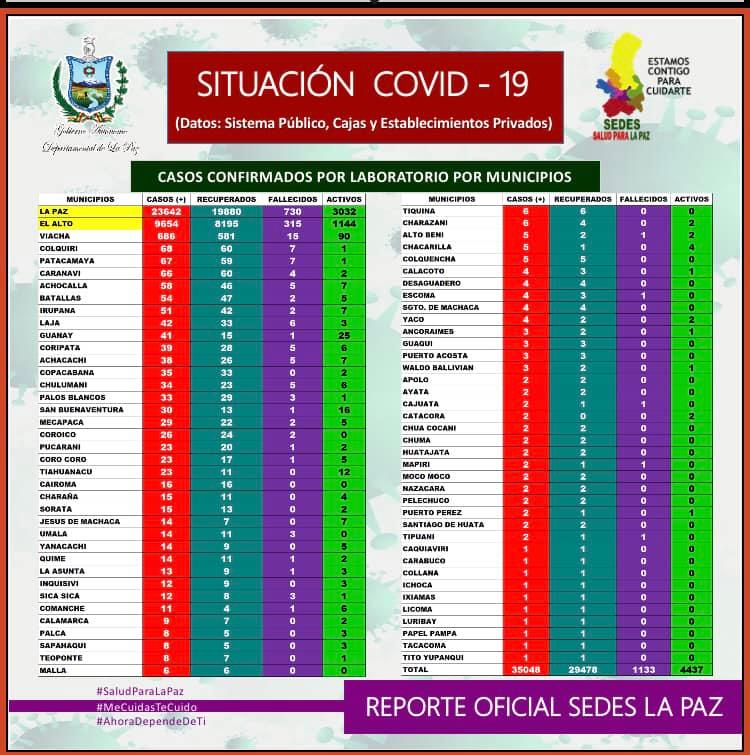 Gobierno Autónomo
Departamental de La Paz
SITUACIÓN COVID - 19
(Datos: Sistema Público, Cajas y Establecimientos Privados)
ESTAMOS
CONTIGO
PARA
CUIDARTE
SEDES
SALUD PARA LA PAZ
CASOS CONFIRMADOS POR LABORATORIO POR MUNICIPIOS
MUNICIPIOS CASOS (+) RECUPERADOS FALLECIDOS ACTIVOS
LA PAZ 23642 19880 730 3032
EL ALTO 9654 8195 315 1144
VIACHA 686 581 15 90
COLQUIRI 68 60 7 1
PATACAMAYA 67 59 7 1
CARANAVI 66 60 4 2
ACHOCALLA 58 46 5 7
BATALLAS 54 47 2 5
IRUPANA 51 42 2 7
LAJA 42 33 6 3
GUANAY 41 15 1 25
CORIPATA 39 28 5 6
ACHACACHI 38 26 5 7
COPACABANA 35 33 0 2
CHULUMANI 34 23 5 6
PALOS BLANCOS 33 29 3 1
SAN BUENAVENTURA 30 13 1 16
MECAPACA 29 22 2 5
COROICO 26 24 2 0
PUCARANI 23 20 1 2
CORO CORO 23 17 1 5
TIAHUANACU 23 11 0 12
CAIROMA 16 16 0 0
CHARAÑA 15 11 0 4
SORATA 15 13 0 2
JESUS DE MACHACA 14 7 0 7
UMALA 14 11 3 0
YANACACHI 14 9 0 5
QUIME 14 11 1 2
LA ASUNTA 13 9 1 3
INQUISIVI 12 9 0 3
SICA SICA 12 8 3 1
COMANCHE 11 4 1 6
CALAMARCA 9 7 0 2
PALCA 8 5 0 3
SAPAHAQUI 8 5 0 3
TEOPONTE 8 7 0 1
MALLA 6 6 0 0
MUNICIPIOS CASOS (+) RECUPERADOS FALLECIDOS ACTIVOS
TIQUINA 6 6 0 0
CHARAZANI 6 4 0 2
ALTO BENI 5 2 1 2
CHACARILLA 5 1 0 4
COLQUENCHA 5 5 0 0
CALACOTO 4 3 0 1
DESAGUADERO 4 4 0 0
ESCOMA 4 3 1 0
SGTO. DE MACHACA 4 4 0 0
YACO 4 2 0 2
ANCORAIMES 3 2 0 1
GUAQUI 3 3 0 0
PUERTO ACOSTA 3 3 0 0
WALDO BALLIVIAN 3 2 0 1
APOLO 2 2 0 0
AYATA 2 2 0 0
CAJUATA 2 1 1 0
CATACORA 2 0 0 2
CHUA COCANI 2 2 0 0
CHUMA 2 2 0 0
HUATAJATA 2 2 0 0
MAPIRI 2 1 1 0
MOCO MOCO 2 2 0 0
NAZACARA 2 2 0 0
PELECHUCO 2 2 0 0
PUERTO PEREZ 2 1 0 1
SANTIAGO DE HUATA 2 2 0 0
TIPUANI 2 1 1 0
CAQUIAVIRI 1 1 0 0
CARABUCO 1 1 0 0
COLLANA 1 1 0 0
ICHOCA 1 1 0 0
IXIAMAS 1 1 0 0
LICOMA 1 1 0 0
LURIBAY 1 1 0 0
PAPEL PAMPA 1 1 0 0
TACACOMA 1 1 0 0
TITO YUPANQUI 1 1 0 0
TOTAL 35048 29478 1133 4437
#SaludParaLaPaz
#MeCuidasTeCuido
#AhoraDependeDeTi
REPORTE OFICIAL SEDES LA PAZ